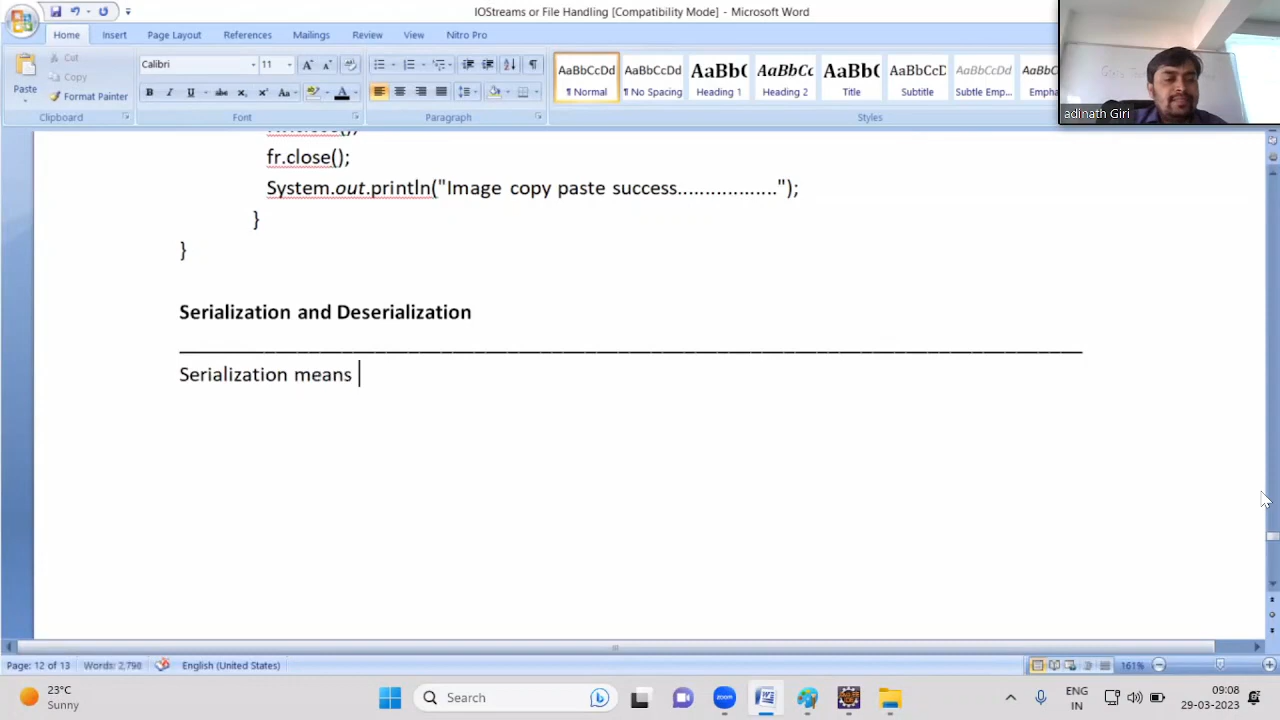 IOStreams or File Handling [Compatibility Mode] - Microsoft Word
Home Insert Page Layout References Mailings Review View Nitro Pro
Paste
Cut
Copy
Format Painter
Clipboard
Calibri 11
Font
Paragraph
AaBbCcDd AaBbCcDd AaBb( AaBbCc AaBb( AaBbCcD AaBbCcDd AaBbCc
¶ Normal ¶ No Spacing Heading 1 Heading 2 Title Subtitle Subtle Emp... Empha
Styles
adinath Giri
fr.close();
System.out.println("Image copy paste success..................");
}
}
Serialization and Deserialization
Serialization means
Page: 12 of 13 Words: 2,798 English (United States) 161%
23°C
Sunny
Search
zoom
ENG
IN
09:08
29-03-2023